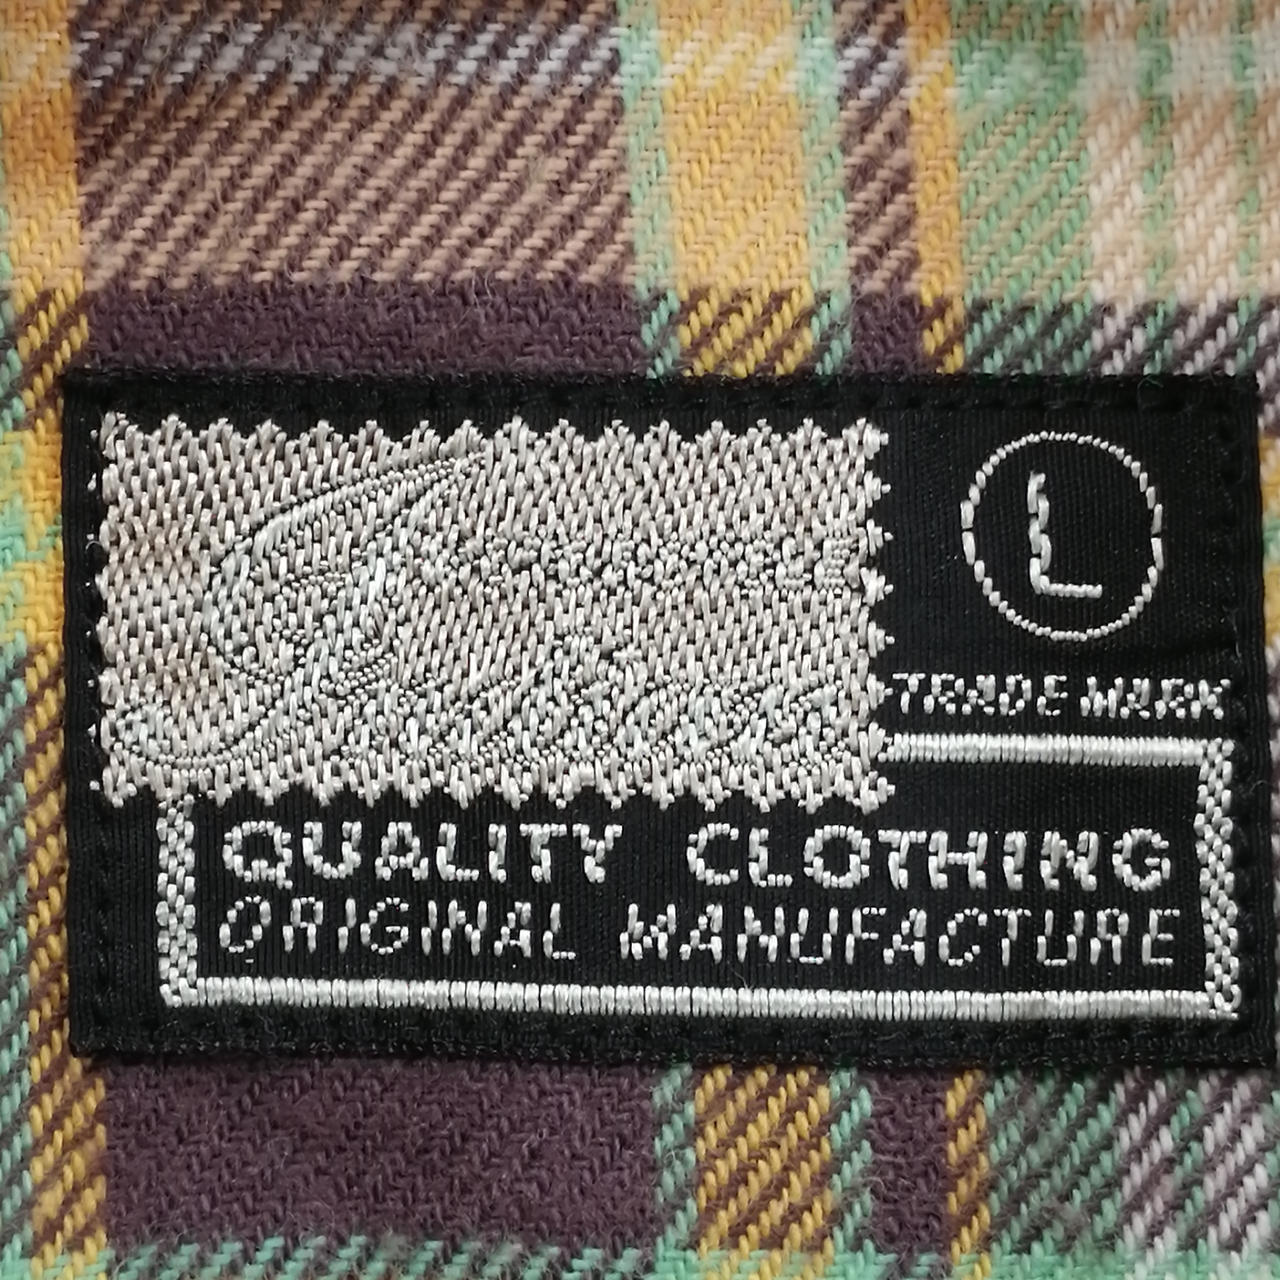 L
TRADE MARK
QUALITY CLOTHING
ORIGINAL MANUFACTURE